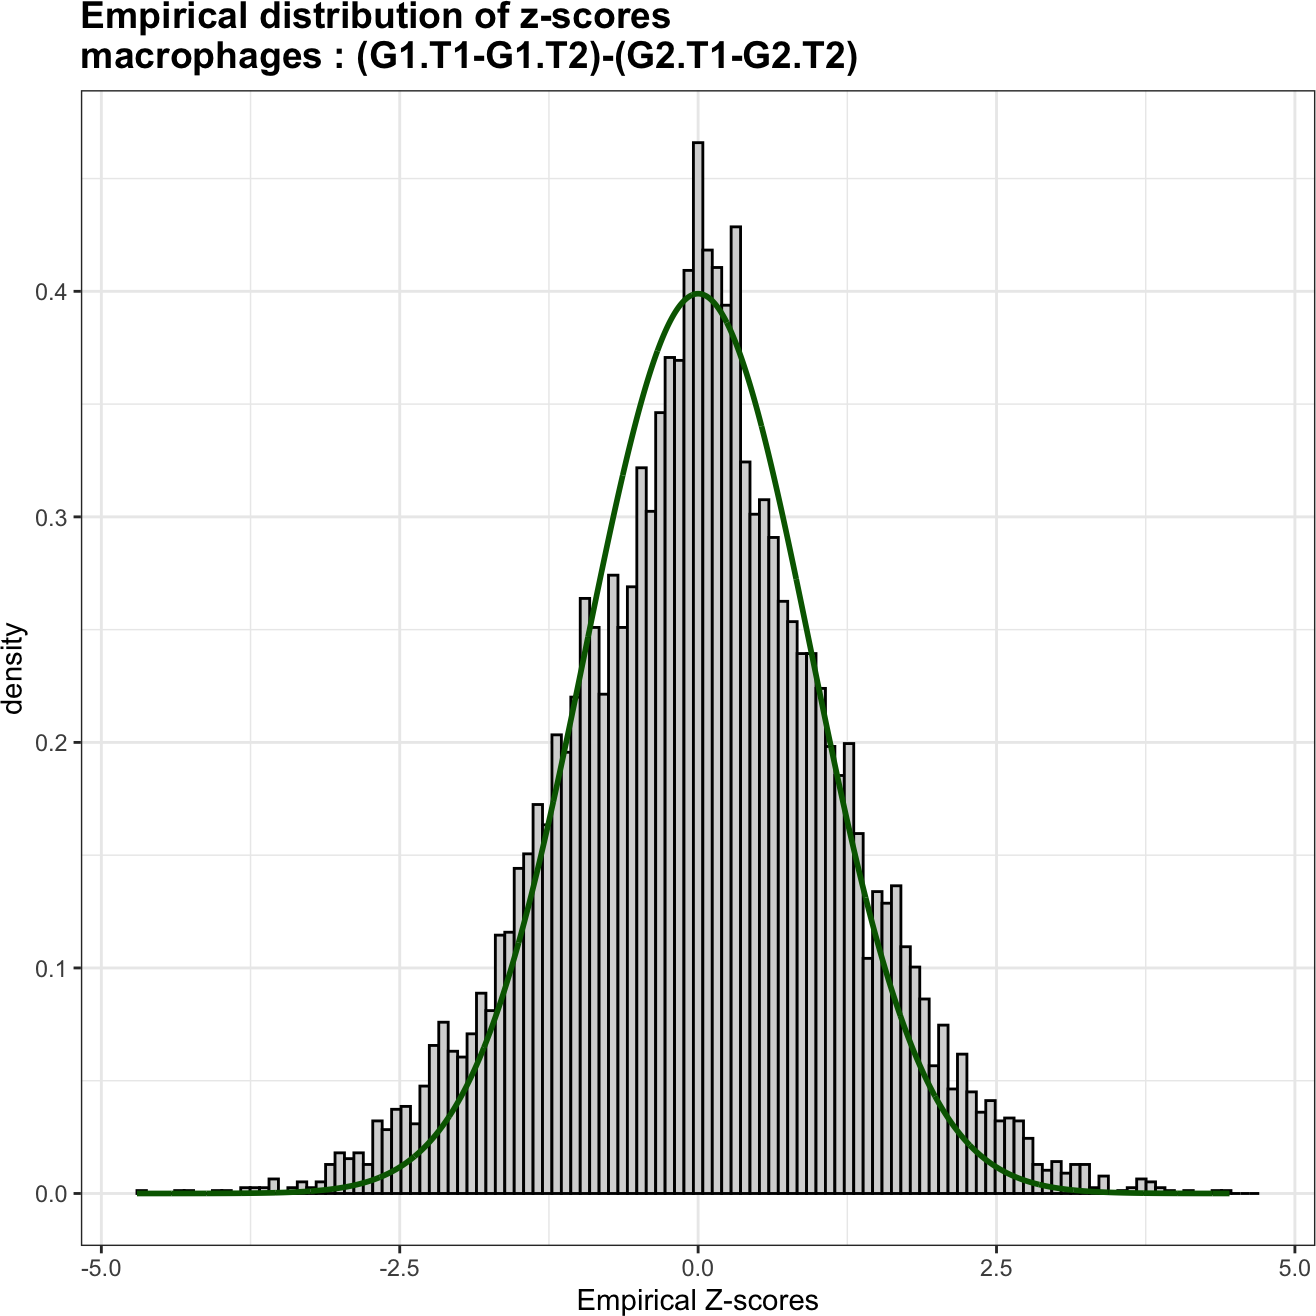 Empirical distribution of z-scores
macrophages : (G1.T1-G1.T2)-(G2.T1-G2.T2)
density
0.4
0.3
0.2
0.1
0.0
-5.0 -2.5 0.0 2.5 5.0
Empirical Z-scores